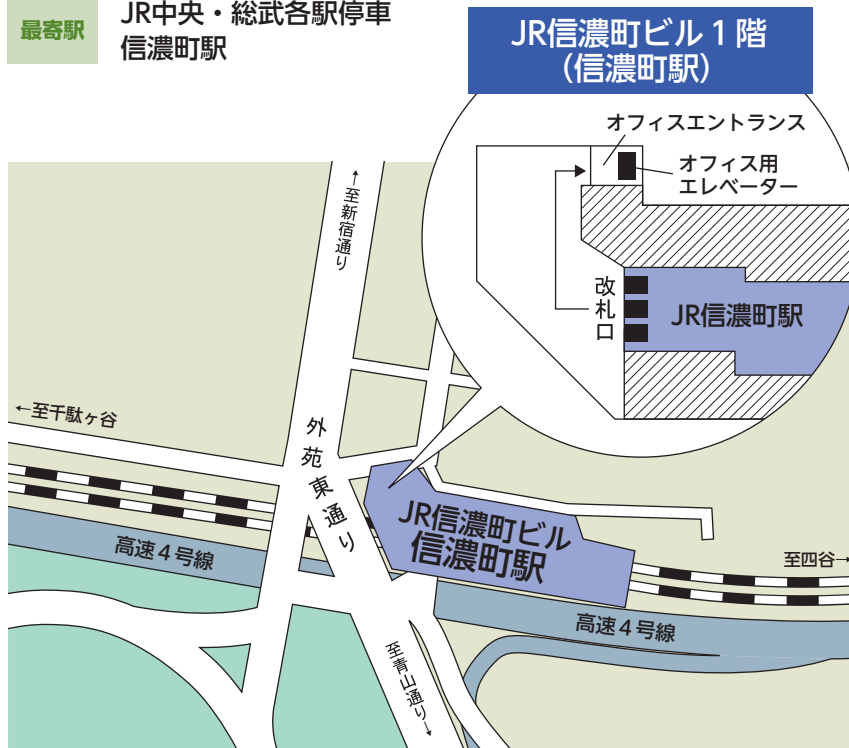 最寄駅
JR中央・総武各駅停車
信濃町駅
JR信濃町ビル1階
(信濃町駅)
オフィスエントランス
オフィス用
エレベーター
改札口
JR信濃町駅
←至新宿通り
←至千駄ヶ谷
外苑東通り
JR信濃町ビル
信濃町駅
高速4号線
至四谷→
高速4号線
至青山通り→